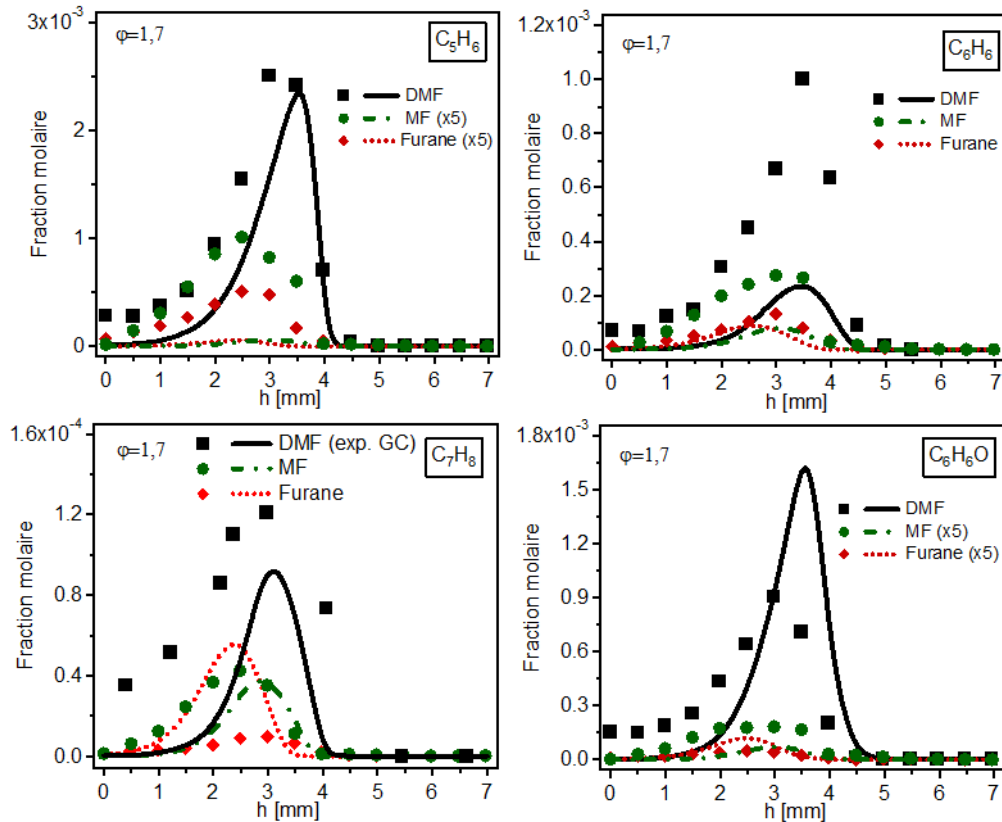 3x10⁻³
φ=1,7
C₅H₆
DMF
MF (x5)
Furane (x5)
2
1
0
Fraction molaire
0 1 2 3 4 5 6 7
h [mm]
1.2x10⁻³
φ=1,7
C₆H₆
DMF
MF
Furane
1.0
0.8
0.6
0.4
0.2
0.0
Fraction molaire
0 1 2 3 4 5 6 7
h [mm]
1.6x10⁻⁴
φ=1,7
C₇H₈
DMF (exp. GC)
MF
Furane
1.2
0.8
0.4
0.0
Fraction molaire
0 1 2 3 4 5 6 7
h [mm]
1.8x10⁻³
φ=1,7
C₆H₆O
DMF
MF (x5)
Furane (x5)
1.5
1.2
0.9
0.6
0.3
0.0
Fraction molaire
0 1 2 3 4 5 6 7
h [mm]